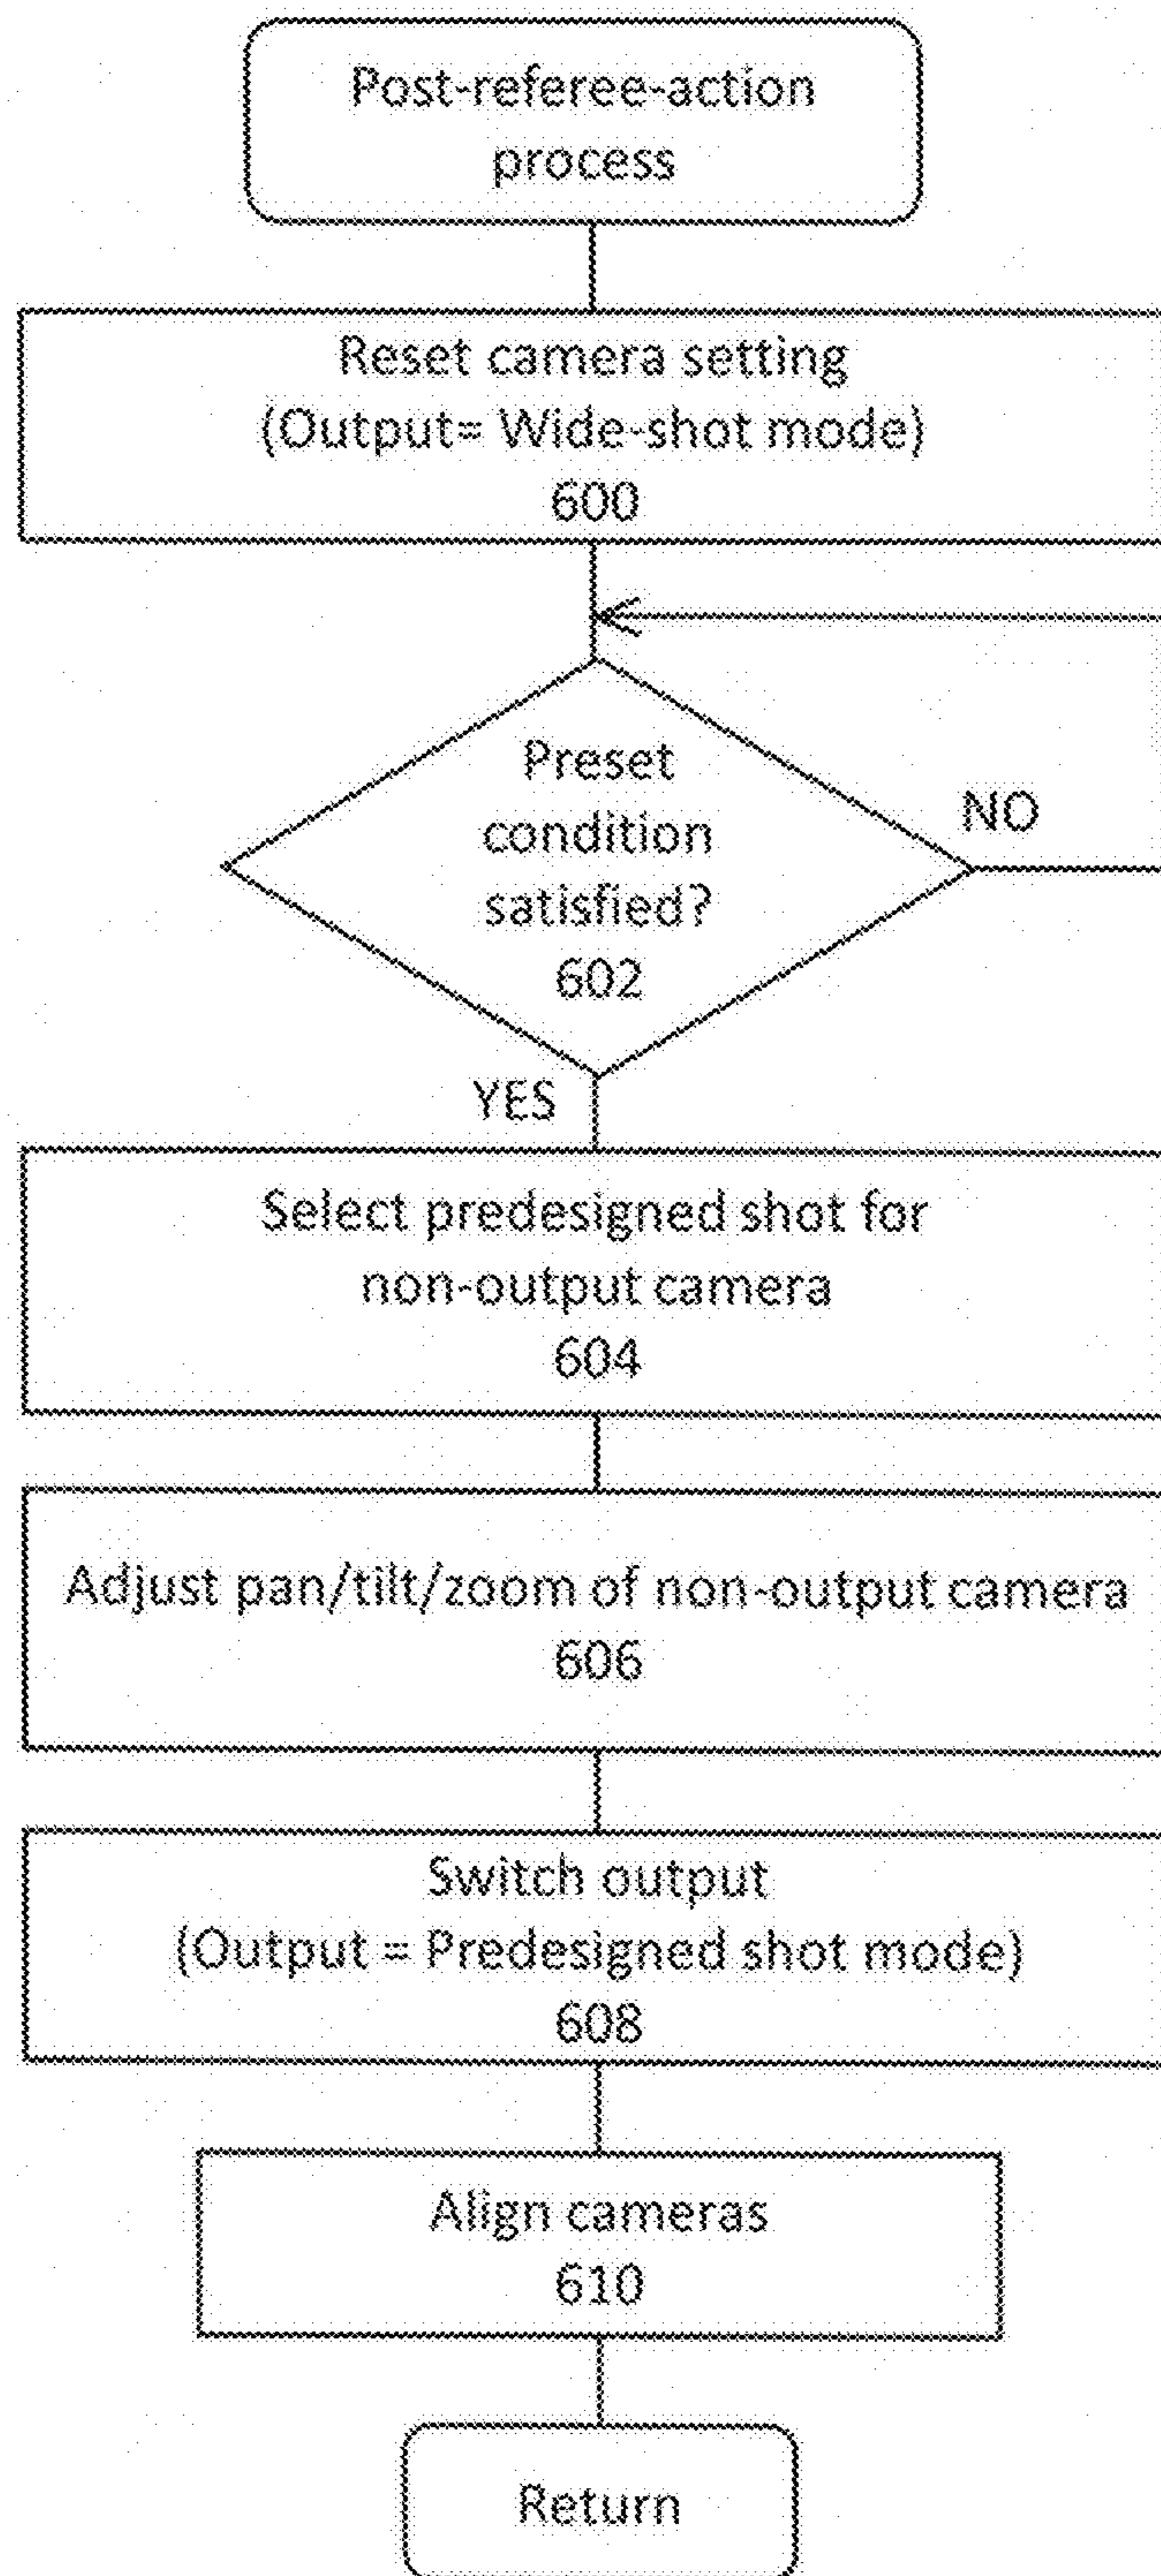 Post-referee-action
process
Reset camera setting
(Output= Wide-shot mode)
600
Preset
condition
satisfied?
602
NO
YES
Select predesigned shot for
non-output camera
604
Adjust pan/tilt/zoom of non-output camera
606
Switch output
(Output = Predesigned shot mode)
608
Align cameras
610
Return